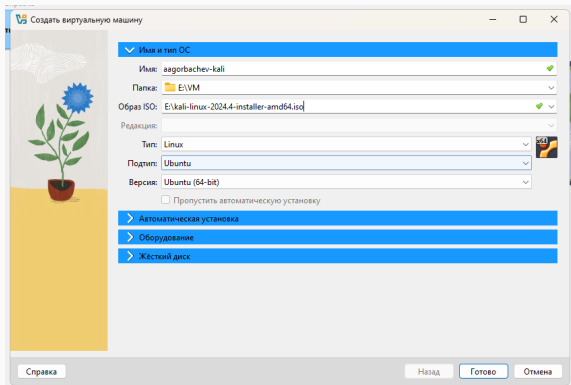 Создать виртуальную машину
Имя и тип ОС
Имя: aagorbachev-kali
Папка: E:\VM
Образ ISO: E:\kali-linux-2024.4-installer-amd64.iso
Редакция:
Тип: Linux
x64
Подтип: Ubuntu
Версия: Ubuntu (64-bit)
Пропустить автоматическую установку
Автоматическая установка
Оборудование
Жёсткий диск
Справка
Назад
Готово
Отмена